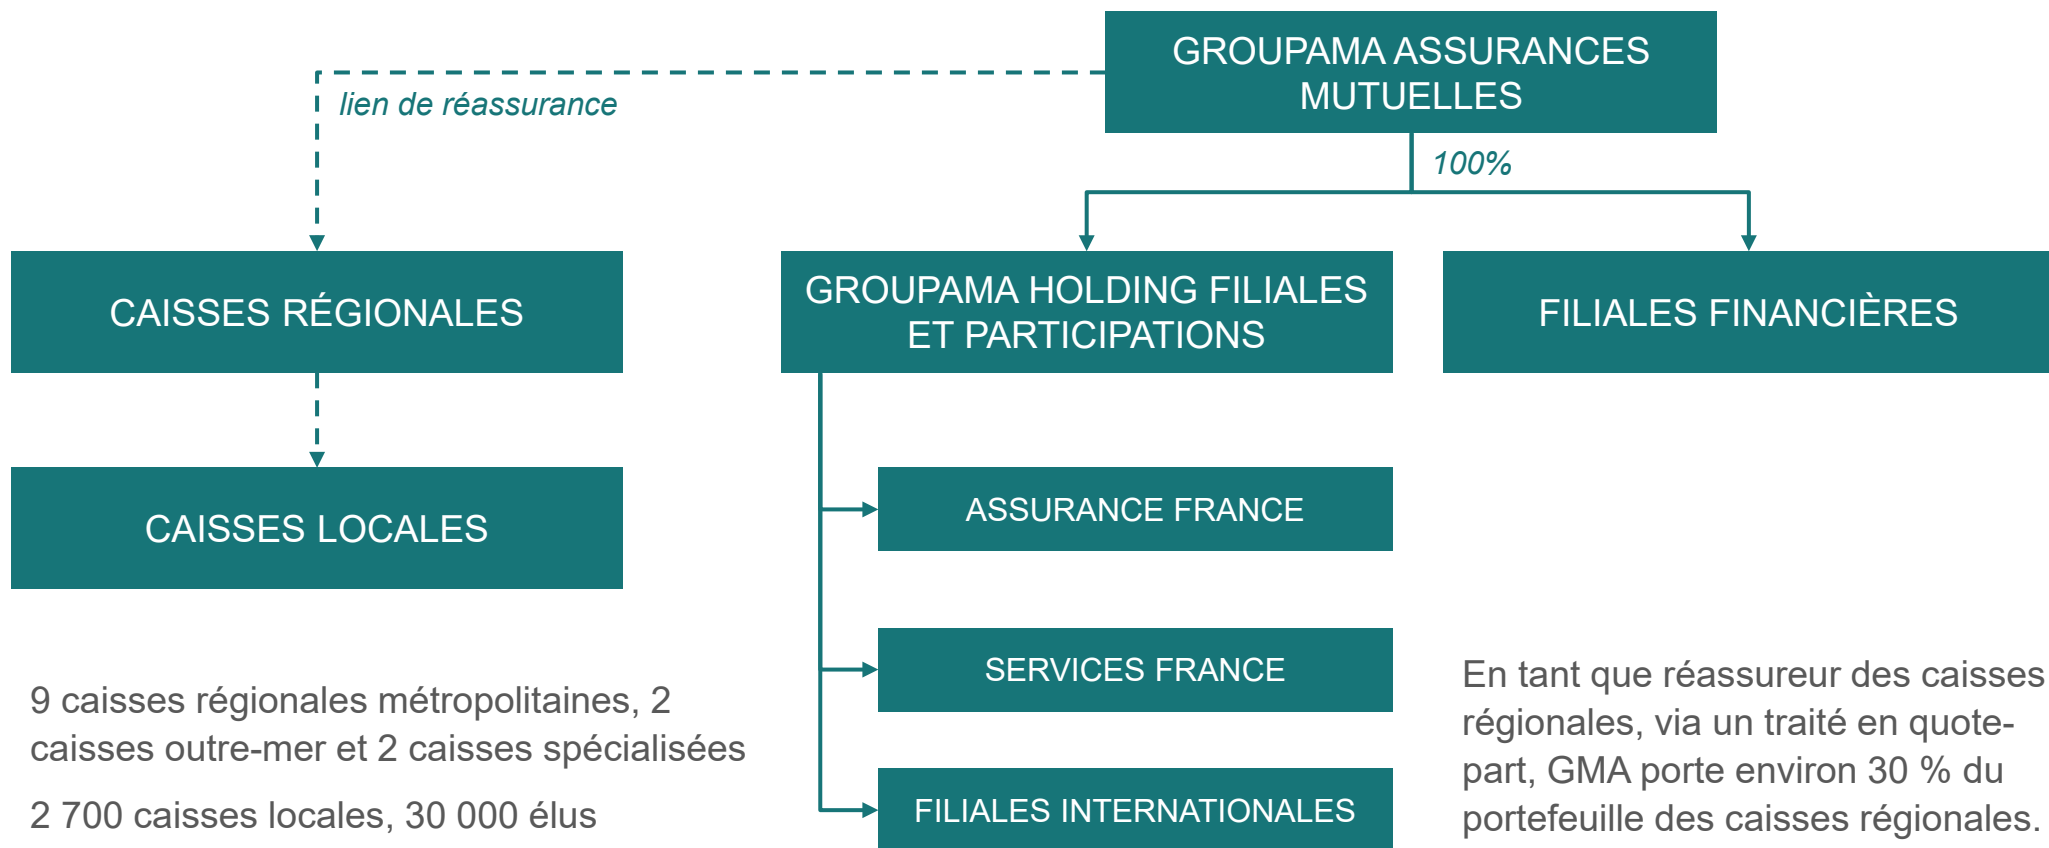 GROUPAMA ASSURANCES
MUTUELLES
lien de réassurance
100%
CAISSES RÉGIONALES
GROUPAMA HOLDING FILIALES
ET PARTICIPATIONS
FILIALES FINANCIÈRES
CAISSES LOCALES
ASSURANCE FRANCE
SERVICES FRANCE
FILIALES INTERNATIONALES
9 caisses régionales métropolitaines, 2
caisses outre-mer et 2 caisses spécialisées
2 700 caisses locales, 30 000 élus
En tant que réassureur des caisses
régionales, via un traité en quote-
part, GMA porte environ 30 % du
portefeuille des caisses régionales.